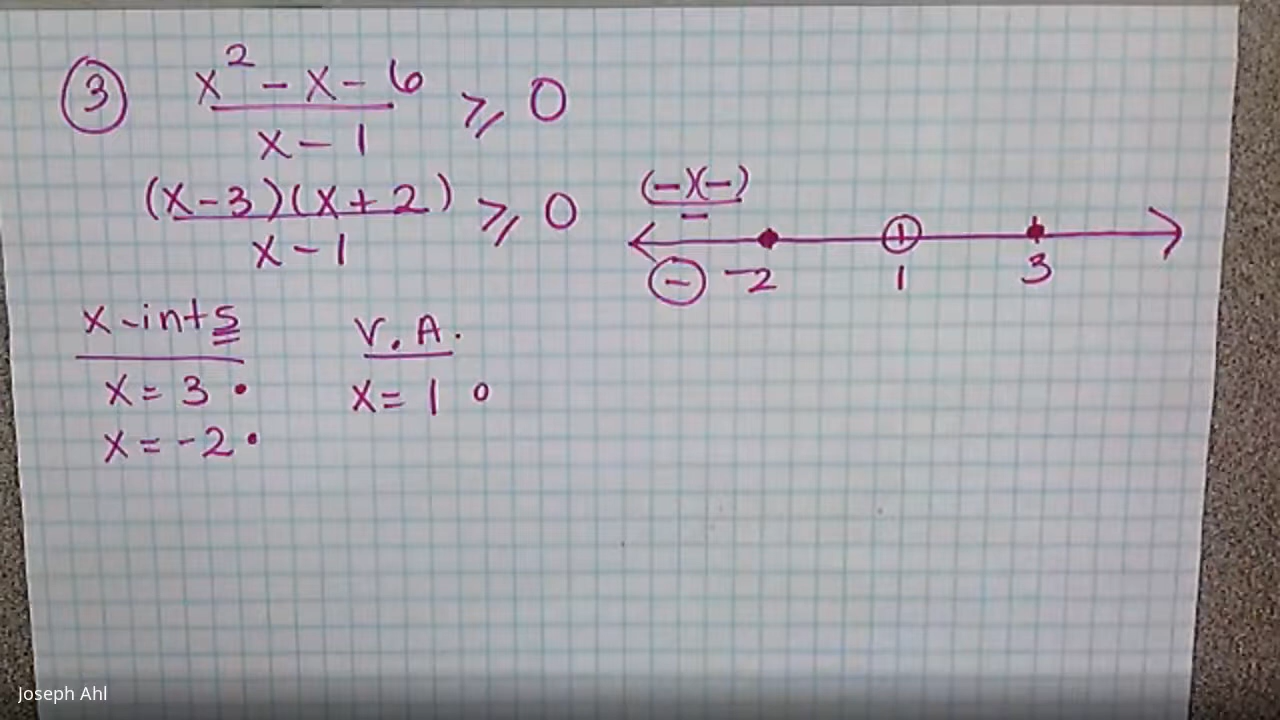 ③ x² - x - 6 ≥ 0
x - 1
(x-3)(x+2) ≥ 0
x-1
(-)(-)
-
⊖ -2 1 3
x-ints
x = 3 •
x = -2 •
V.A.
x = 1 o
Joseph Ahl